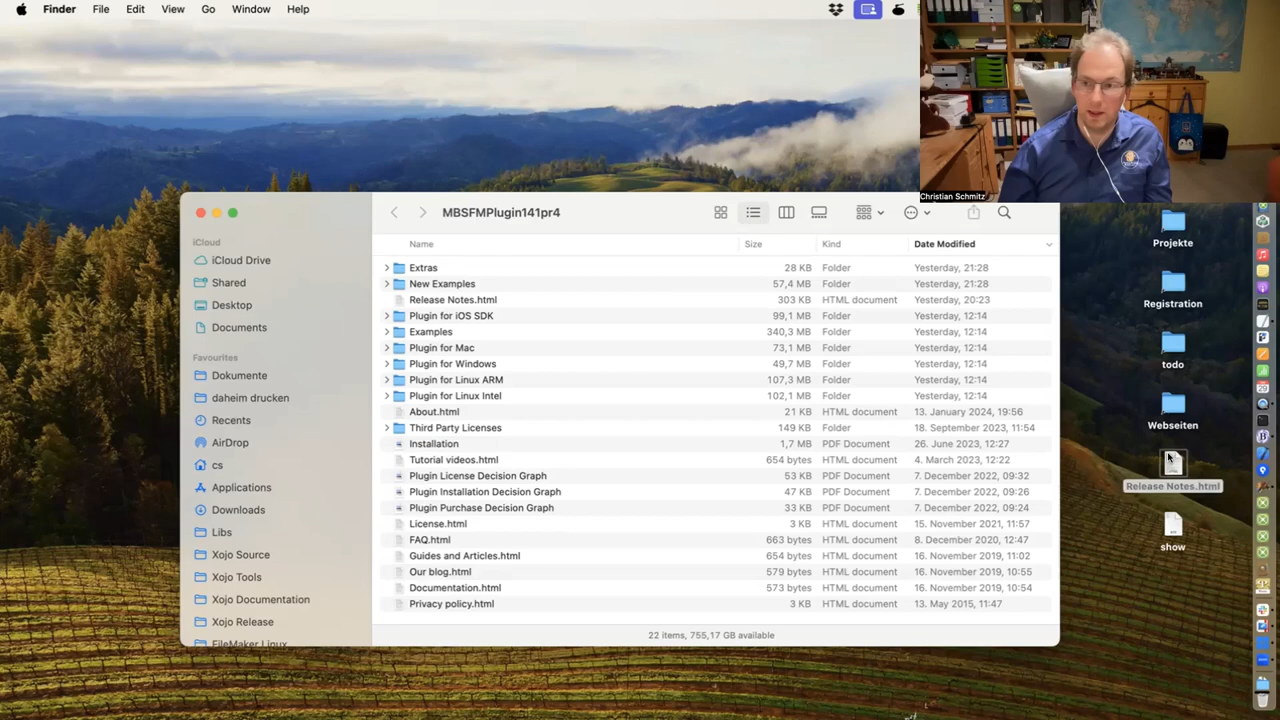 Finder File Edit View Go Window Help
Christian Schmitz
MBSFMPlugin141pr4
iCloud
iCloud Drive
Shared
Desktop
Documents
Favourites
Dokumente
daheim drucken
Recents
AirDrop
cs
Applications
Downloads
Libs
Xojo Source
Xojo Tools
Xojo Documentation
Xojo Release
FileMaker Linux
Name Size Kind Date Modified
Extras 28 KB Folder Yesterday, 21:28
New Examples 57,4 MB Folder Yesterday, 21:28
Release Notes.html 303 KB HTML document Yesterday, 20:23
Plugin for iOS SDK 99,1 MB Folder Yesterday, 12:14
Examples 340,3 MB Folder Yesterday, 12:14
Plugin for Mac 73,1 MB Folder Yesterday, 12:14
Plugin for Windows 49,7 MB Folder Yesterday, 12:14
Plugin for Linux ARM 107,3 MB Folder Yesterday, 12:14
Plugin for Linux Intel 102,1 MB Folder Yesterday, 12:14
About.html 21 KB HTML document 13. January 2024, 19:56
Third Party Licenses 149 KB Folder 18. September 2023, 11:54
Installation 1,7 MB PDF Document 26. June 2023, 12:27
Tutorial videos.html 654 bytes HTML document 4. March 2023, 12:22
Plugin License Decision Graph 53 KB PDF Document 7. December 2022, 09:32
Plugin Installation Decision Graph 47 KB PDF Document 7. December 2022, 09:26
Plugin Purchase Decision Graph 33 KB PDF Document 7. December 2022, 09:24
License.html 3 KB HTML document 15. November 2021, 11:57
FAQ.html 663 bytes HTML document 8. December 2020, 12:47
Guides and Articles.html 654 bytes HTML document 16. November 2019, 11:02
Our blog.html 579 bytes HTML document 16. November 2019, 10:55
Documentation.html 573 bytes HTML document 16. November 2019, 10:54
Privacy policy.html 3 KB HTML document 13. May 2015, 11:47
22 items, 755,17 GB available
Projekte
Registration
todo
Webseiten
Release Notes.html
show